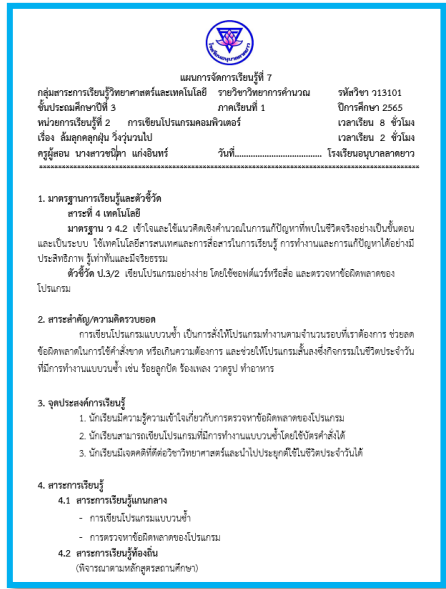 แผนการจัดการเรียนรู้ที่ 7
กลุ่มสาระการเรียนรู้วิทยาศาสตร์และเทคโนโลยี รายวิชาวิทยาการคำนวณ รหัสวิชา ว13101
ชั้นประถมศึกษาปีที่ 3 ภาคเรียนที่ 1 ปีการศึกษา 2565
หน่วยการเรียนรู้ที่ 2 การเขียนโปรแกรมคอมพิวเตอร์ เวลาเรียน 8 ชั่วโมง
เรื่อง ล้มลุกคลุกฝุ่น วิ่งวุ่นวนไป เวลาเรียน 2 ชั่วโมง
ครูผู้สอน นางสาวชนิตา แก่งอินทร์ วันที่...................................... โรงเรียนอนุบาลลาดยาว
1. มาตรฐานการเรียนรู้และตัวชี้วัด
สาระที่ 4 เทคโนโลยี
มาตรฐาน ว 4.2 เข้าใจและใช้แนวคิดเชิงคำนวณในการแก้ปัญหาที่พบในชีวิตจริงอย่างเป็นขั้นตอน
และเป็นระบบ ใช้เทคโนโลยีสารสนเทศและการสื่อสารในการเรียนรู้ การทำงานและการแก้ปัญหาได้อย่างมี
ประสิทธิภาพ รู้เท่าทันและมีจริยธรรม
ตัวชี้วัด ป.3/2 เขียนโปรแกรมอย่างง่าย โดยใช้ซอฟต์แวร์หรือสื่อ และตรวจหาข้อผิดพลาดของ
โปรแกรม
2. สาระสำคัญ/ความคิดรวบยอด
การเขียนโปรแกรมแบบวนซ้ำ เป็นการสั่งให้โปรแกรมทำงานตามจำนวนรอบที่เราต้องการ ช่วยลด
ข้อผิดพลาดในการใช้คำสั่งขาด หรือเกินความต้องการ และช่วยให้โปรแกรมสั้นลงซึ่งกิจกรรมในชีวิตประจำวัน
ที่มีการทำงานแบบวนซ้ำ เช่น ร้อยลูกปัด ร้องเพลง วาดรูป ทำอาหาร
3. จุดประสงค์การเรียนรู้
1. นักเรียนมีความรู้ความเข้าใจเกี่ยวกับการตรวจหาข้อผิดพลาดของโปรแกรม
2. นักเรียนสามารถเขียนโปรแกรมที่มีการทำงานแบบวนซ้ำโดยใช้บัตรคำสั่งได้
3. นักเรียนมีเจตคติที่ดีต่อวิชาวิทยาศาสตร์และนำไปประยุกต์ใช้ในชีวิตประจำวันได้
4. สาระการเรียนรู้
4.1 สาระการเรียนรู้แกนกลาง
- การเขียนโปรแกรมแบบวนซ้ำ
- การตรวจหาข้อผิดพลาดของโปรแกรม
4.2 สาระการเรียนรู้ท้องถิ่น
(พิจารณาตามหลักสูตรสถานศึกษา)